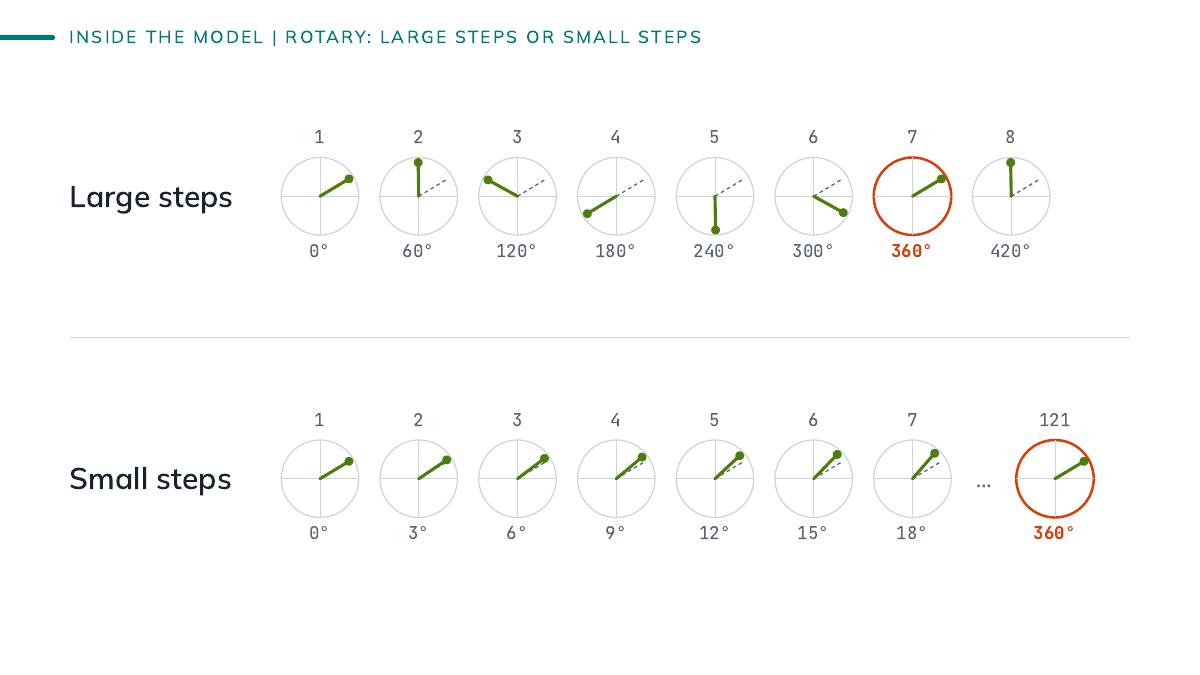 INSIDE THE MODEL | ROTARY: LARGE STEPS OR SMALL STEPS
1 2 3 4 5 6 7 8
Large steps
0° 60° 120° 180° 240° 300° 360° 420°
1 2 3 4 5 6 7 121
Small steps ...
0° 3° 6° 9° 12° 15° 18° 360°